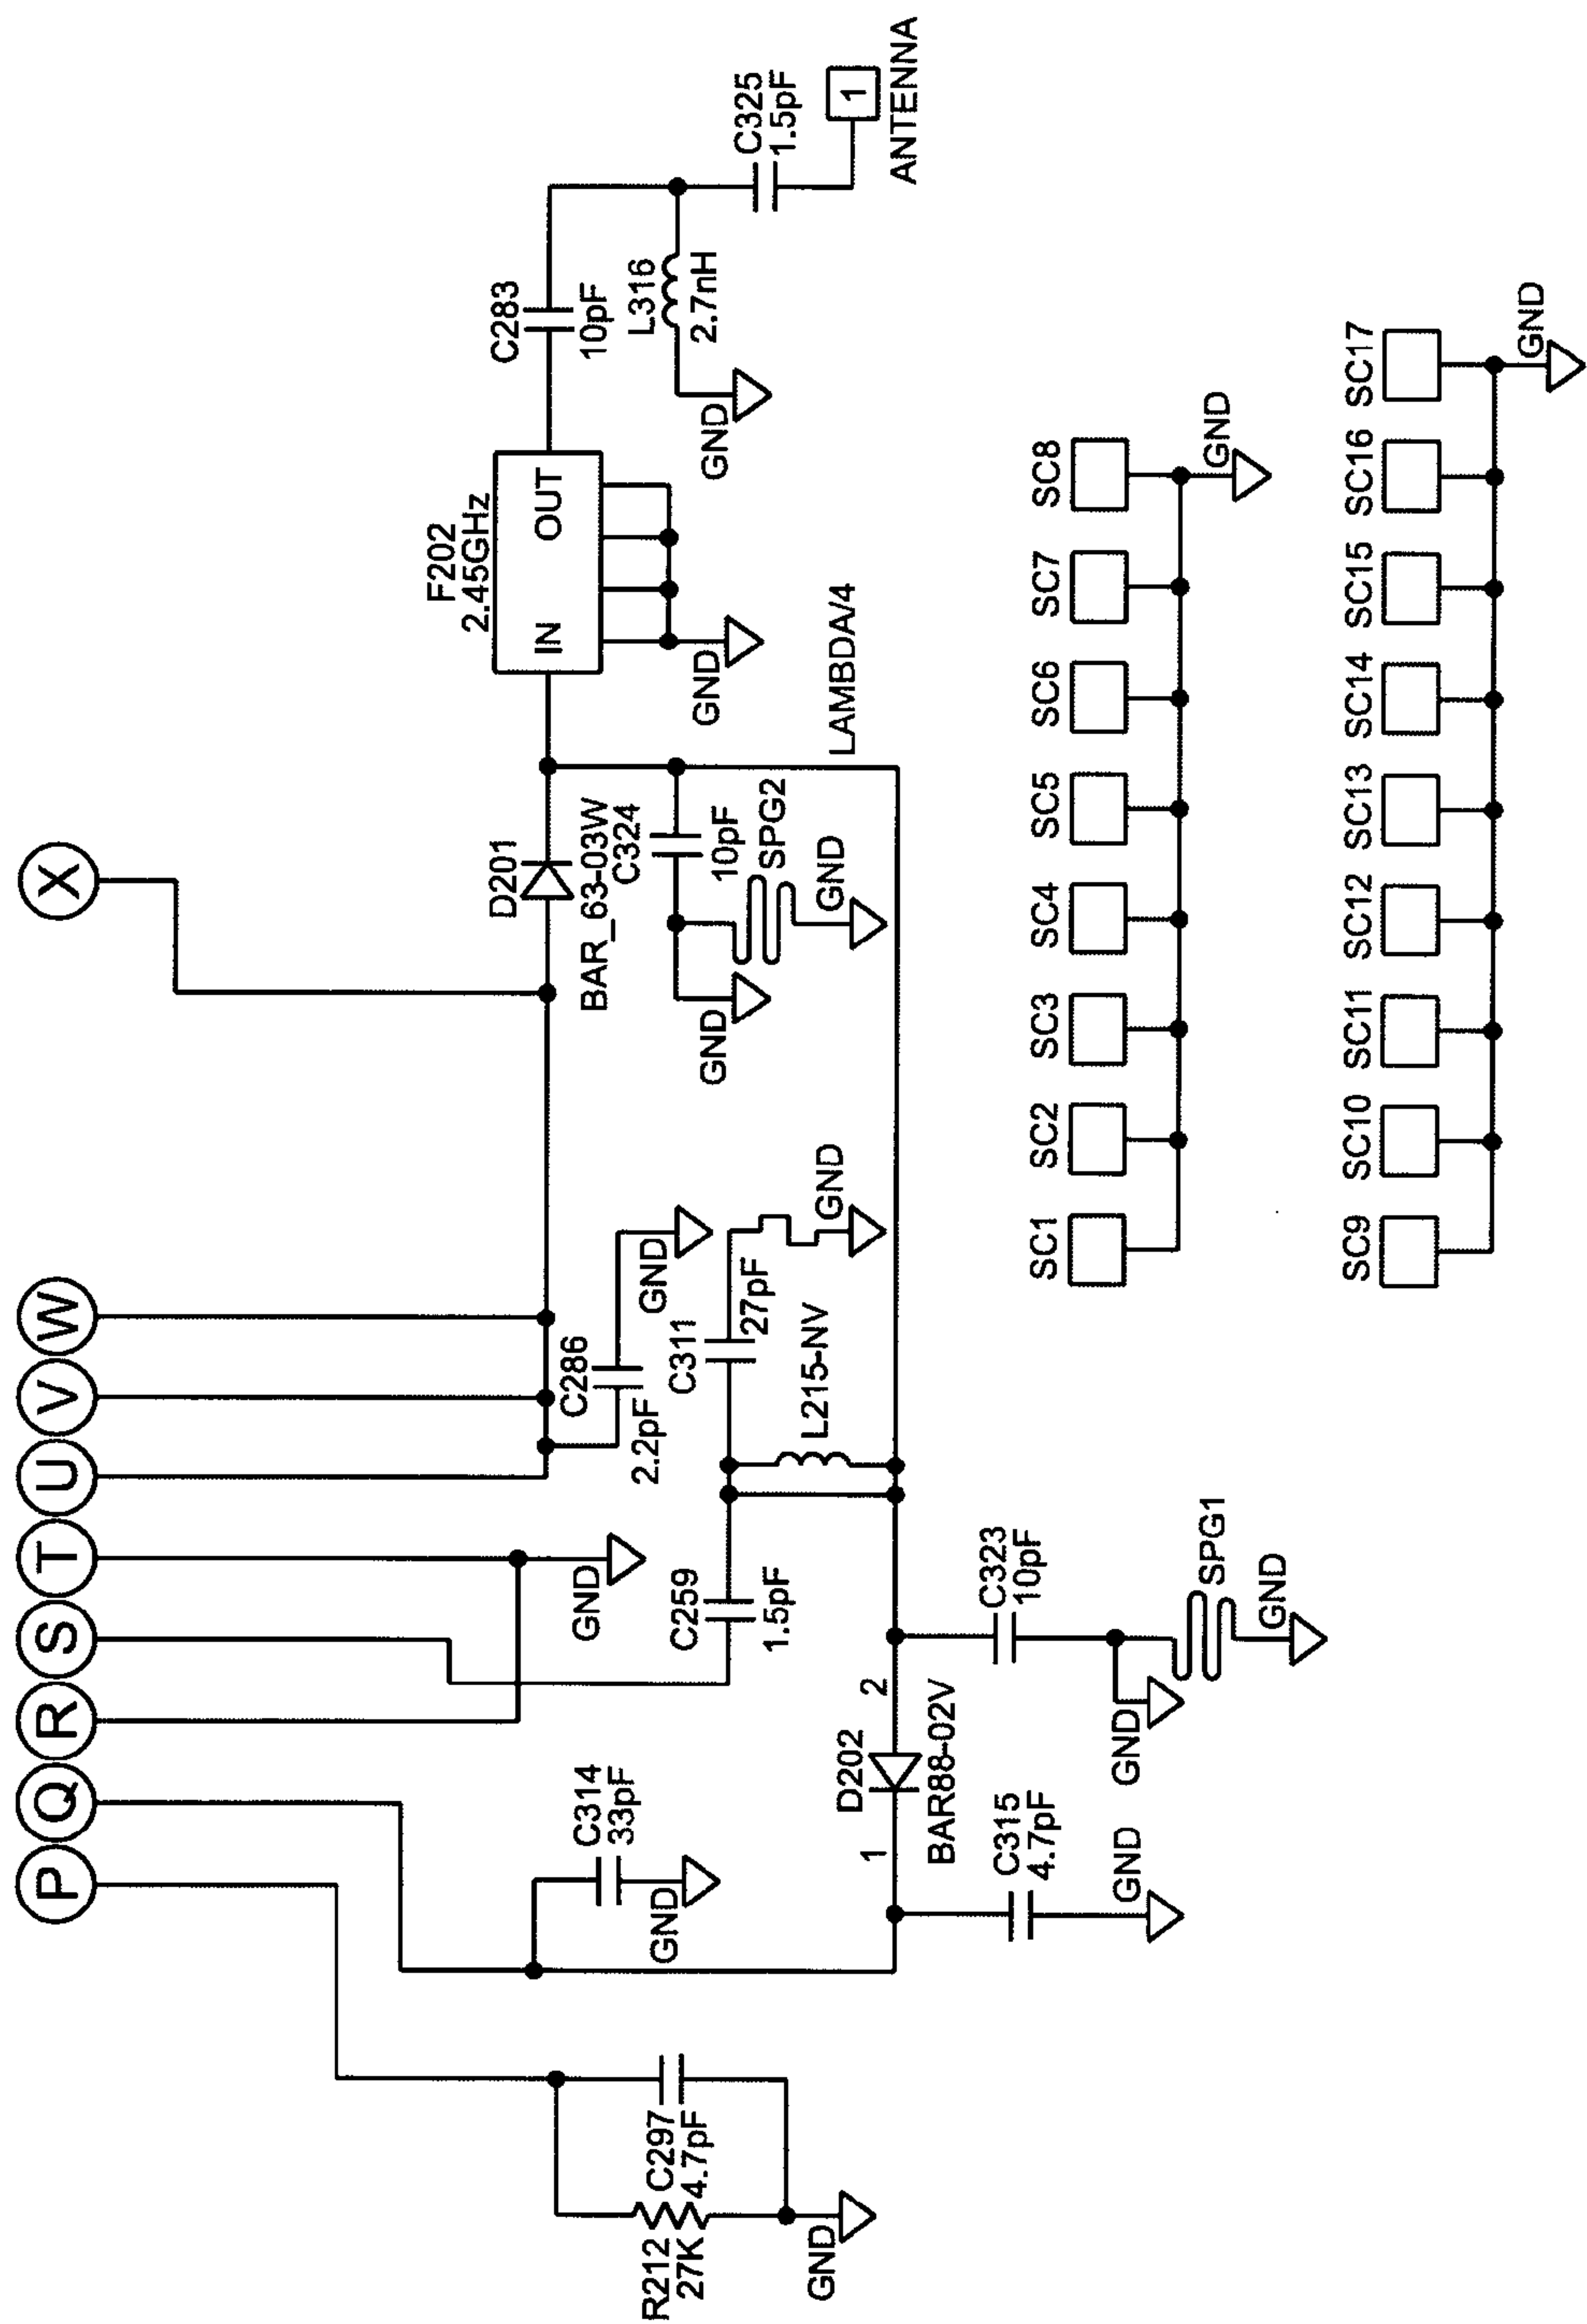 P
Q
R
S
T
U
V
W
X
R212
27K
C297
4.7pF
GND
C314
33pF
GND
GND
C259
1.5pF
C286
2.2pF
GND
C311
27pF
GND
L215-NV
D201
BAR_63-03W
C324
10pF
SPG2
GND
GND
F202
2.45GHz
IN
OUT
GND
C283
10pF
L316
2.7nH
GND
C325
1.5pF
1
ANTENNA
LAMBDA/4
D202
1
2
BAR88-02V
C315
4.7pF
GND
C323
10pF
GND
SPG1
GND
SC1
SC2
SC3
SC4
SC5
SC6
SC7
SC8
GND
SC9
SC10
SC11
SC12
SC13
SC14
SC15
SC16
SC17
GND